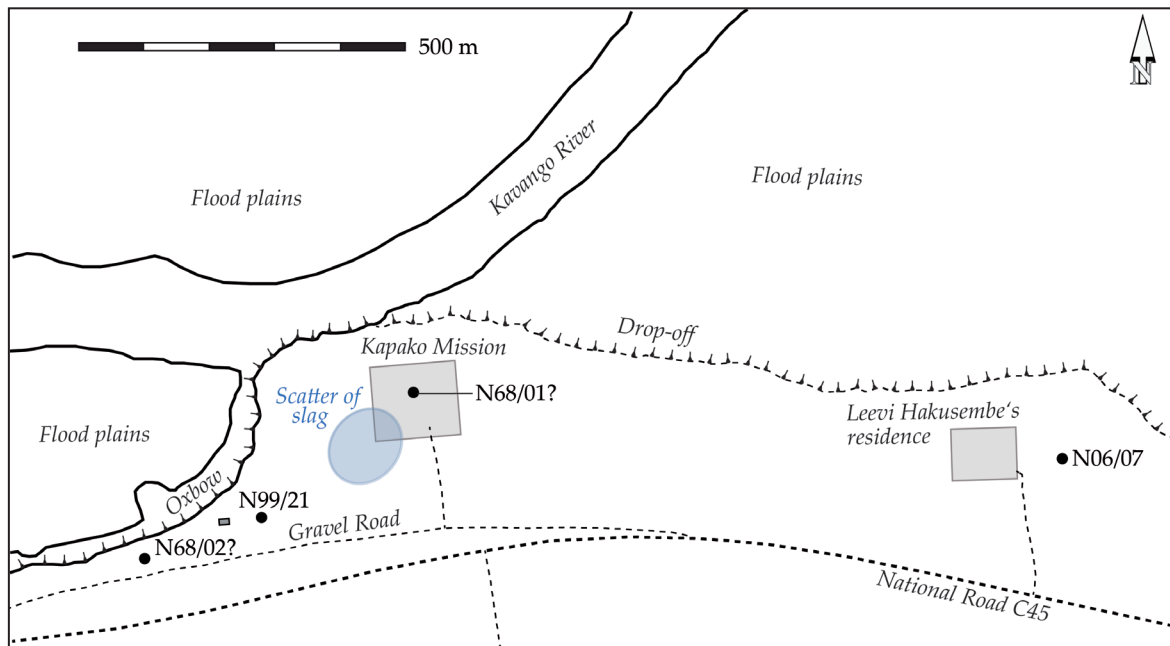 500 m
N
Kavango River
Flood plains
Flood plains
Drop-off
Kapako Mission
Scatter of
slag
N68/01?
Leevi Hakusembe‘s
residence
Flood plains
N06/07
Oxbow
N99/21
Gravel Road
N68/02?
National Road C45